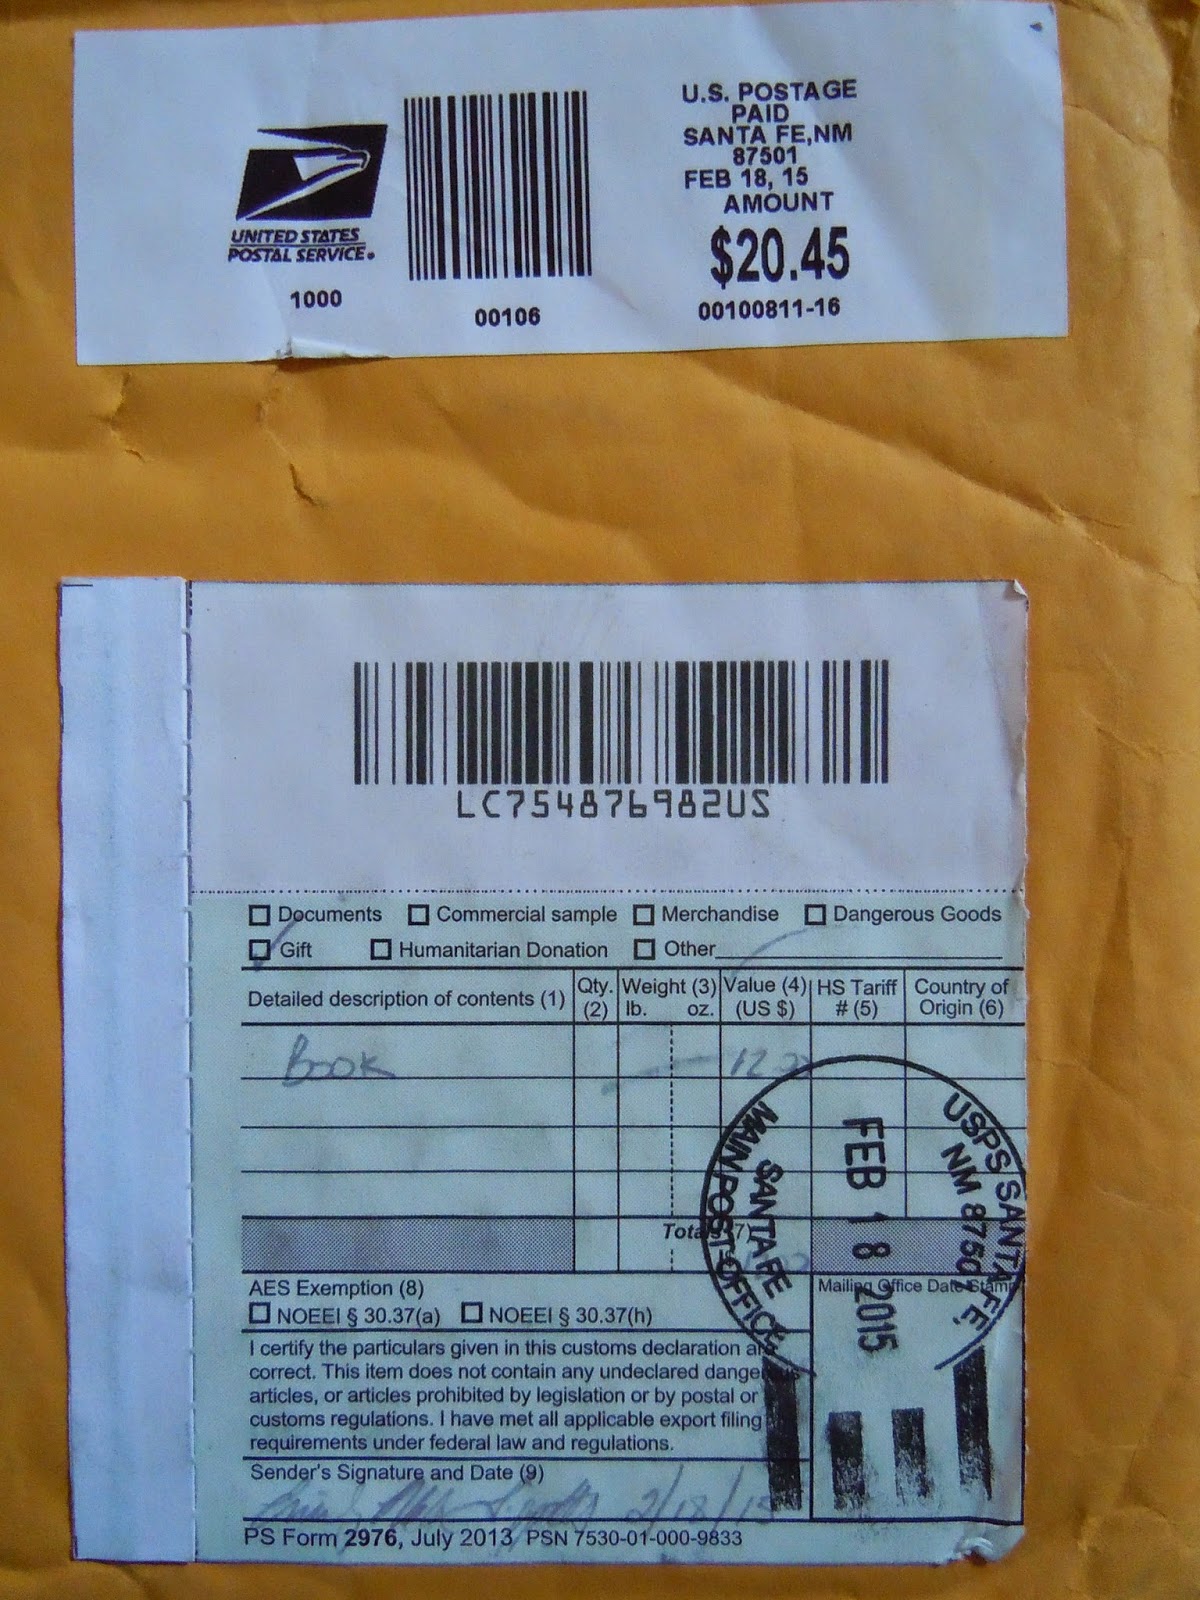 UNITED STATES
POSTAL SERVICE®
1000
00106
U.S. POSTAGE
PAID
SANTA FE,NM
87501
FEB 18, 15
AMOUNT
$20.45
00100811-16
LC754876982US
Documents Commercial sample Merchandise Dangerous Goods
Gift Humanitarian Donation Other
Detailed description of contents (1) Qty. (2) Weight (3) lb. oz. Value (4) (US $) HS Tariff # (5) Country of Origin (6)
Book 12.00
Totals (7)
AES Exemption (8)
NOEEI § 30.37(a) NOEEI § 30.37(h)
I certify the particulars given in this customs declaration are
correct. This item does not contain any undeclared dangerous
articles, or articles prohibited by legislation or by postal or
customs regulations. I have met all applicable export filing
requirements under federal law and regulations.
Sender's Signature and Date (9)
2/18/15
PS Form 2976, July 2013 PSN 7530-01-000-9833
Mailing Office Date Stamp
USPS SANTA FE,
NM 87501
FEB 18 2015
SANTA FE
MAIN POST OFFICE